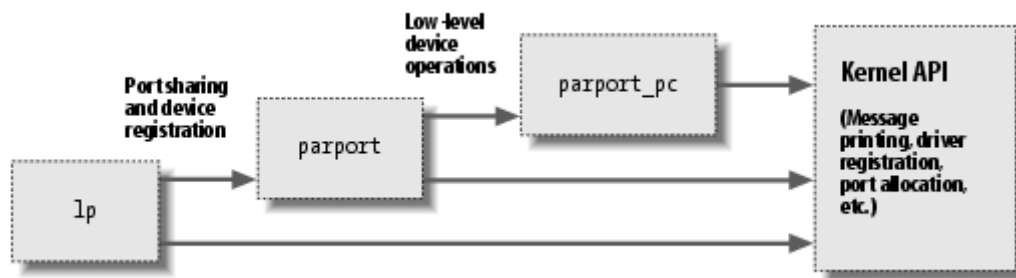 Low-level
device
operations
Port sharing
and device
registration
lp
parport
parport_pc
Kernel API
(Message
printing, driver
registration,
port allocation,
etc.)